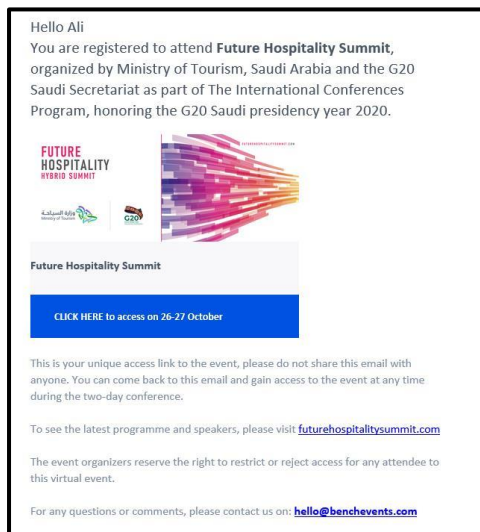 Hello Ali
You are registered to attend Future Hospitality Summit,
organized by Ministry of Tourism, Saudi Arabia and the G20
Saudi Secretariat as part of The International Conferences
Program, honoring the G20 Saudi presidency year 2020.
FUTUREHOSPITALITYSUMMIT.COM
FUTURE
HOSPITALITY
HYBRID SUMMIT
وزارة السياحة
Ministry of Tourism
G20
Future Hospitality Summit
CLICK HERE to access on 26-27 October
This is your unique access link to the event, please do not share this email with
anyone. You can come back to this email and gain access to the event at any time
during the two-day conference.
To see the latest programme and speakers, please visit futurehospitalitysummit.com
The event organizers reserve the right to restrict or reject access for any attendee to
this virtual event.
For any questions or comments, please contact us on: hello@benchevents.com